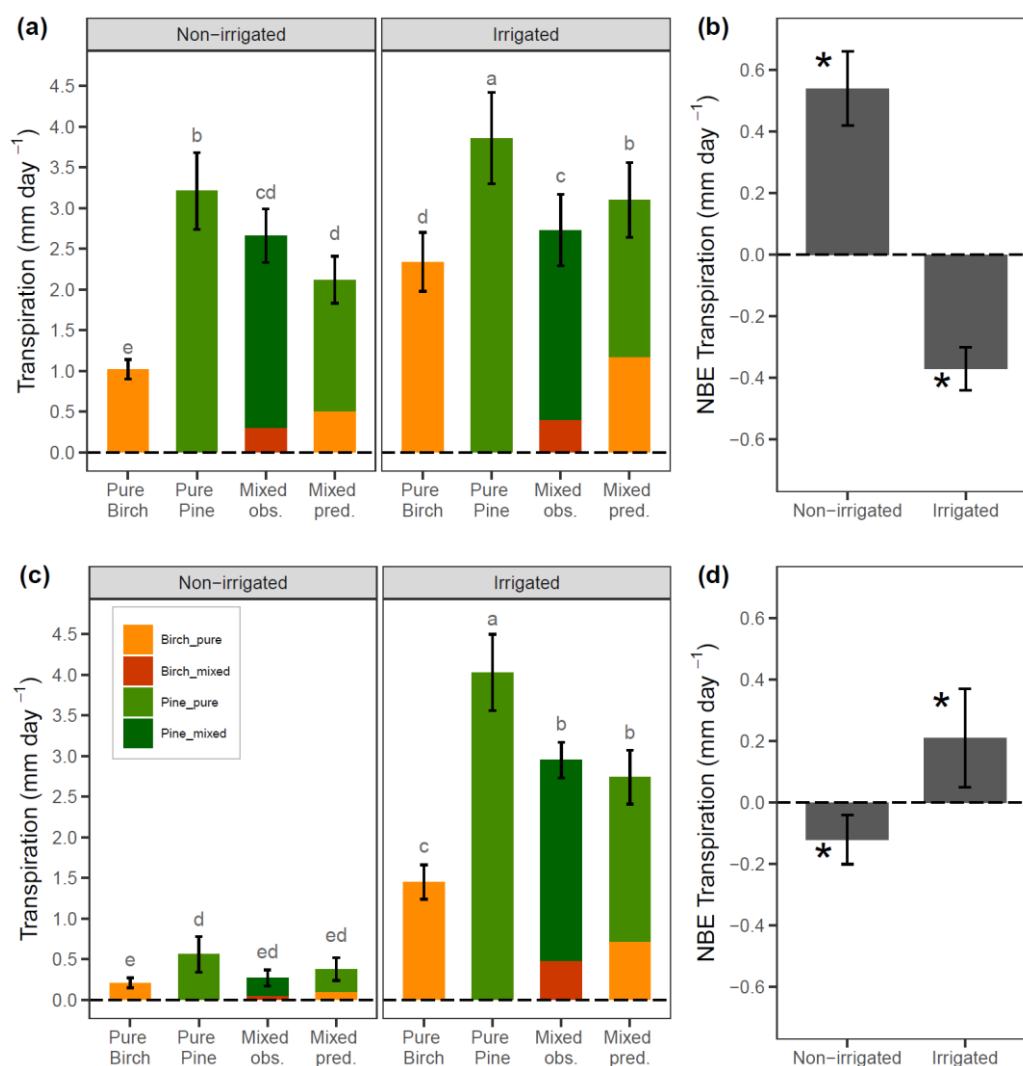 (a)
Non-irrigated
Irrigated
Transpiration (mm day −1)
4.5
4.0
3.5
3.0
2.5
2.0
1.5
1.0
0.5
0.0
e
b
cd
d
d
a
c
b
Pure Birch
Pure Pine
Mixed obs.
Mixed pred.
Pure Birch
Pure Pine
Mixed obs.
Mixed pred.
(b)
NBE Transpiration (mm day −1)
0.6
0.4
0.2
0.0
−0.2
−0.4
−0.6
*
*
Non-irrigated
Irrigated
(c)
Non-irrigated
Irrigated
Transpiration (mm day −1)
4.5
4.0
3.5
3.0
2.5
2.0
1.5
1.0
0.5
0.0
Birch_pure
Birch_mixed
Pine_pure
Pine_mixed
e
d
ed
ed
c
a
b
b
Pure Birch
Pure Pine
Mixed obs.
Mixed pred.
Pure Birch
Pure Pine
Mixed obs.
Mixed pred.
(d)
NBE Transpiration (mm day −1)
0.6
0.4
0.2
0.0
−0.2
−0.4
−0.6
*
*
Non-irrigated
Irrigated